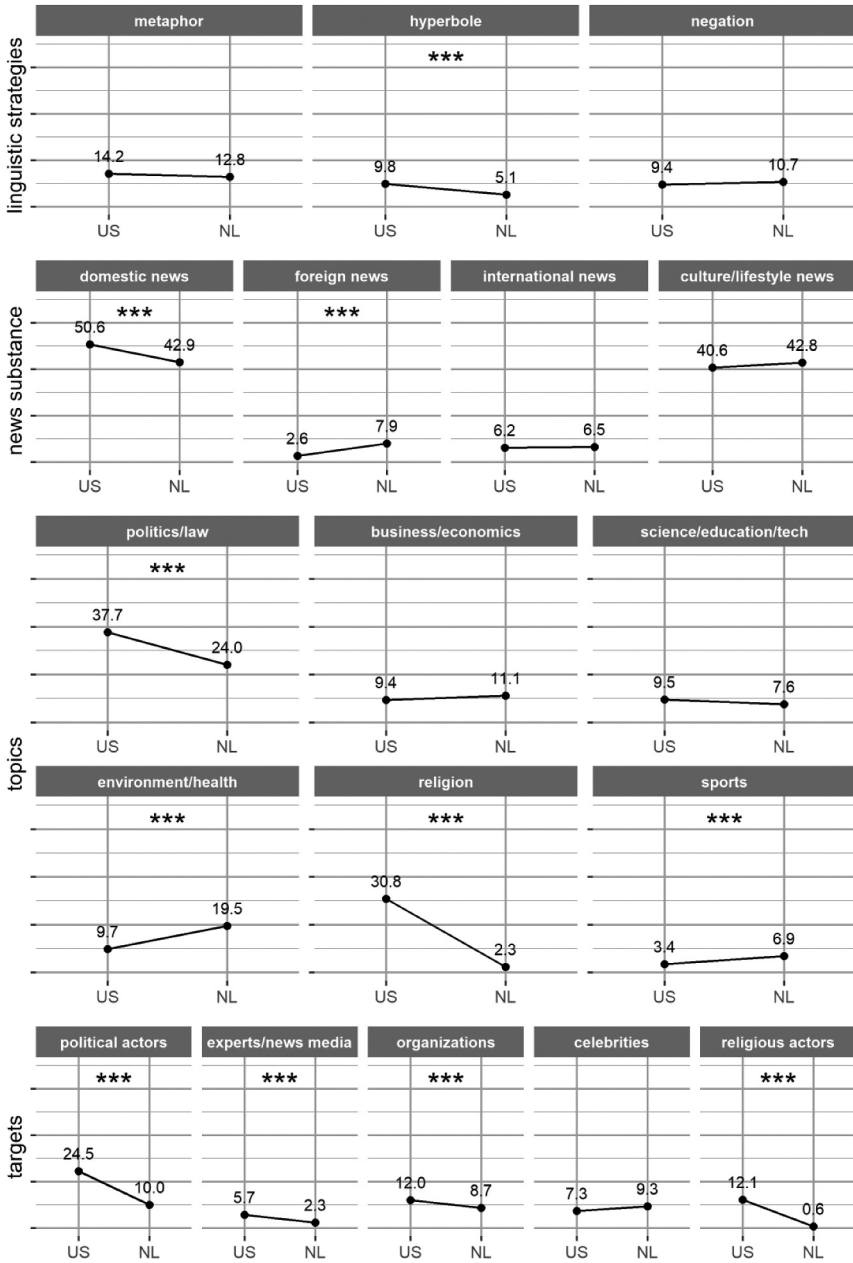 linguistic strategies
metaphor hyperbole negation
***
14.2 12.8 9.8 5.1 9.4 10.7
US NL US NL US NL
news substance
domestic news foreign news international news culture/lifestyle news
*** ***
50.6 42.9 2.6 7.9 6.2 6.5 40.6 42.8
US NL US NL US NL US NL
topics
politics/law business/economics science/education/tech
***
37.7 24.0 9.4 11.1 9.5 7.6
US NL US NL US NL
environment/health religion sports
*** *** ***
9.7 19.5 30.8 2.3 3.4 6.9
US NL US NL US NL
targets
political actors experts/news media organizations celebrities religious actors
*** *** *** ***
24.5 10.0 5.7 2.3 12.0 8.7 7.3 9.3 12.1 0.6
US NL US NL US NL US NL US NL